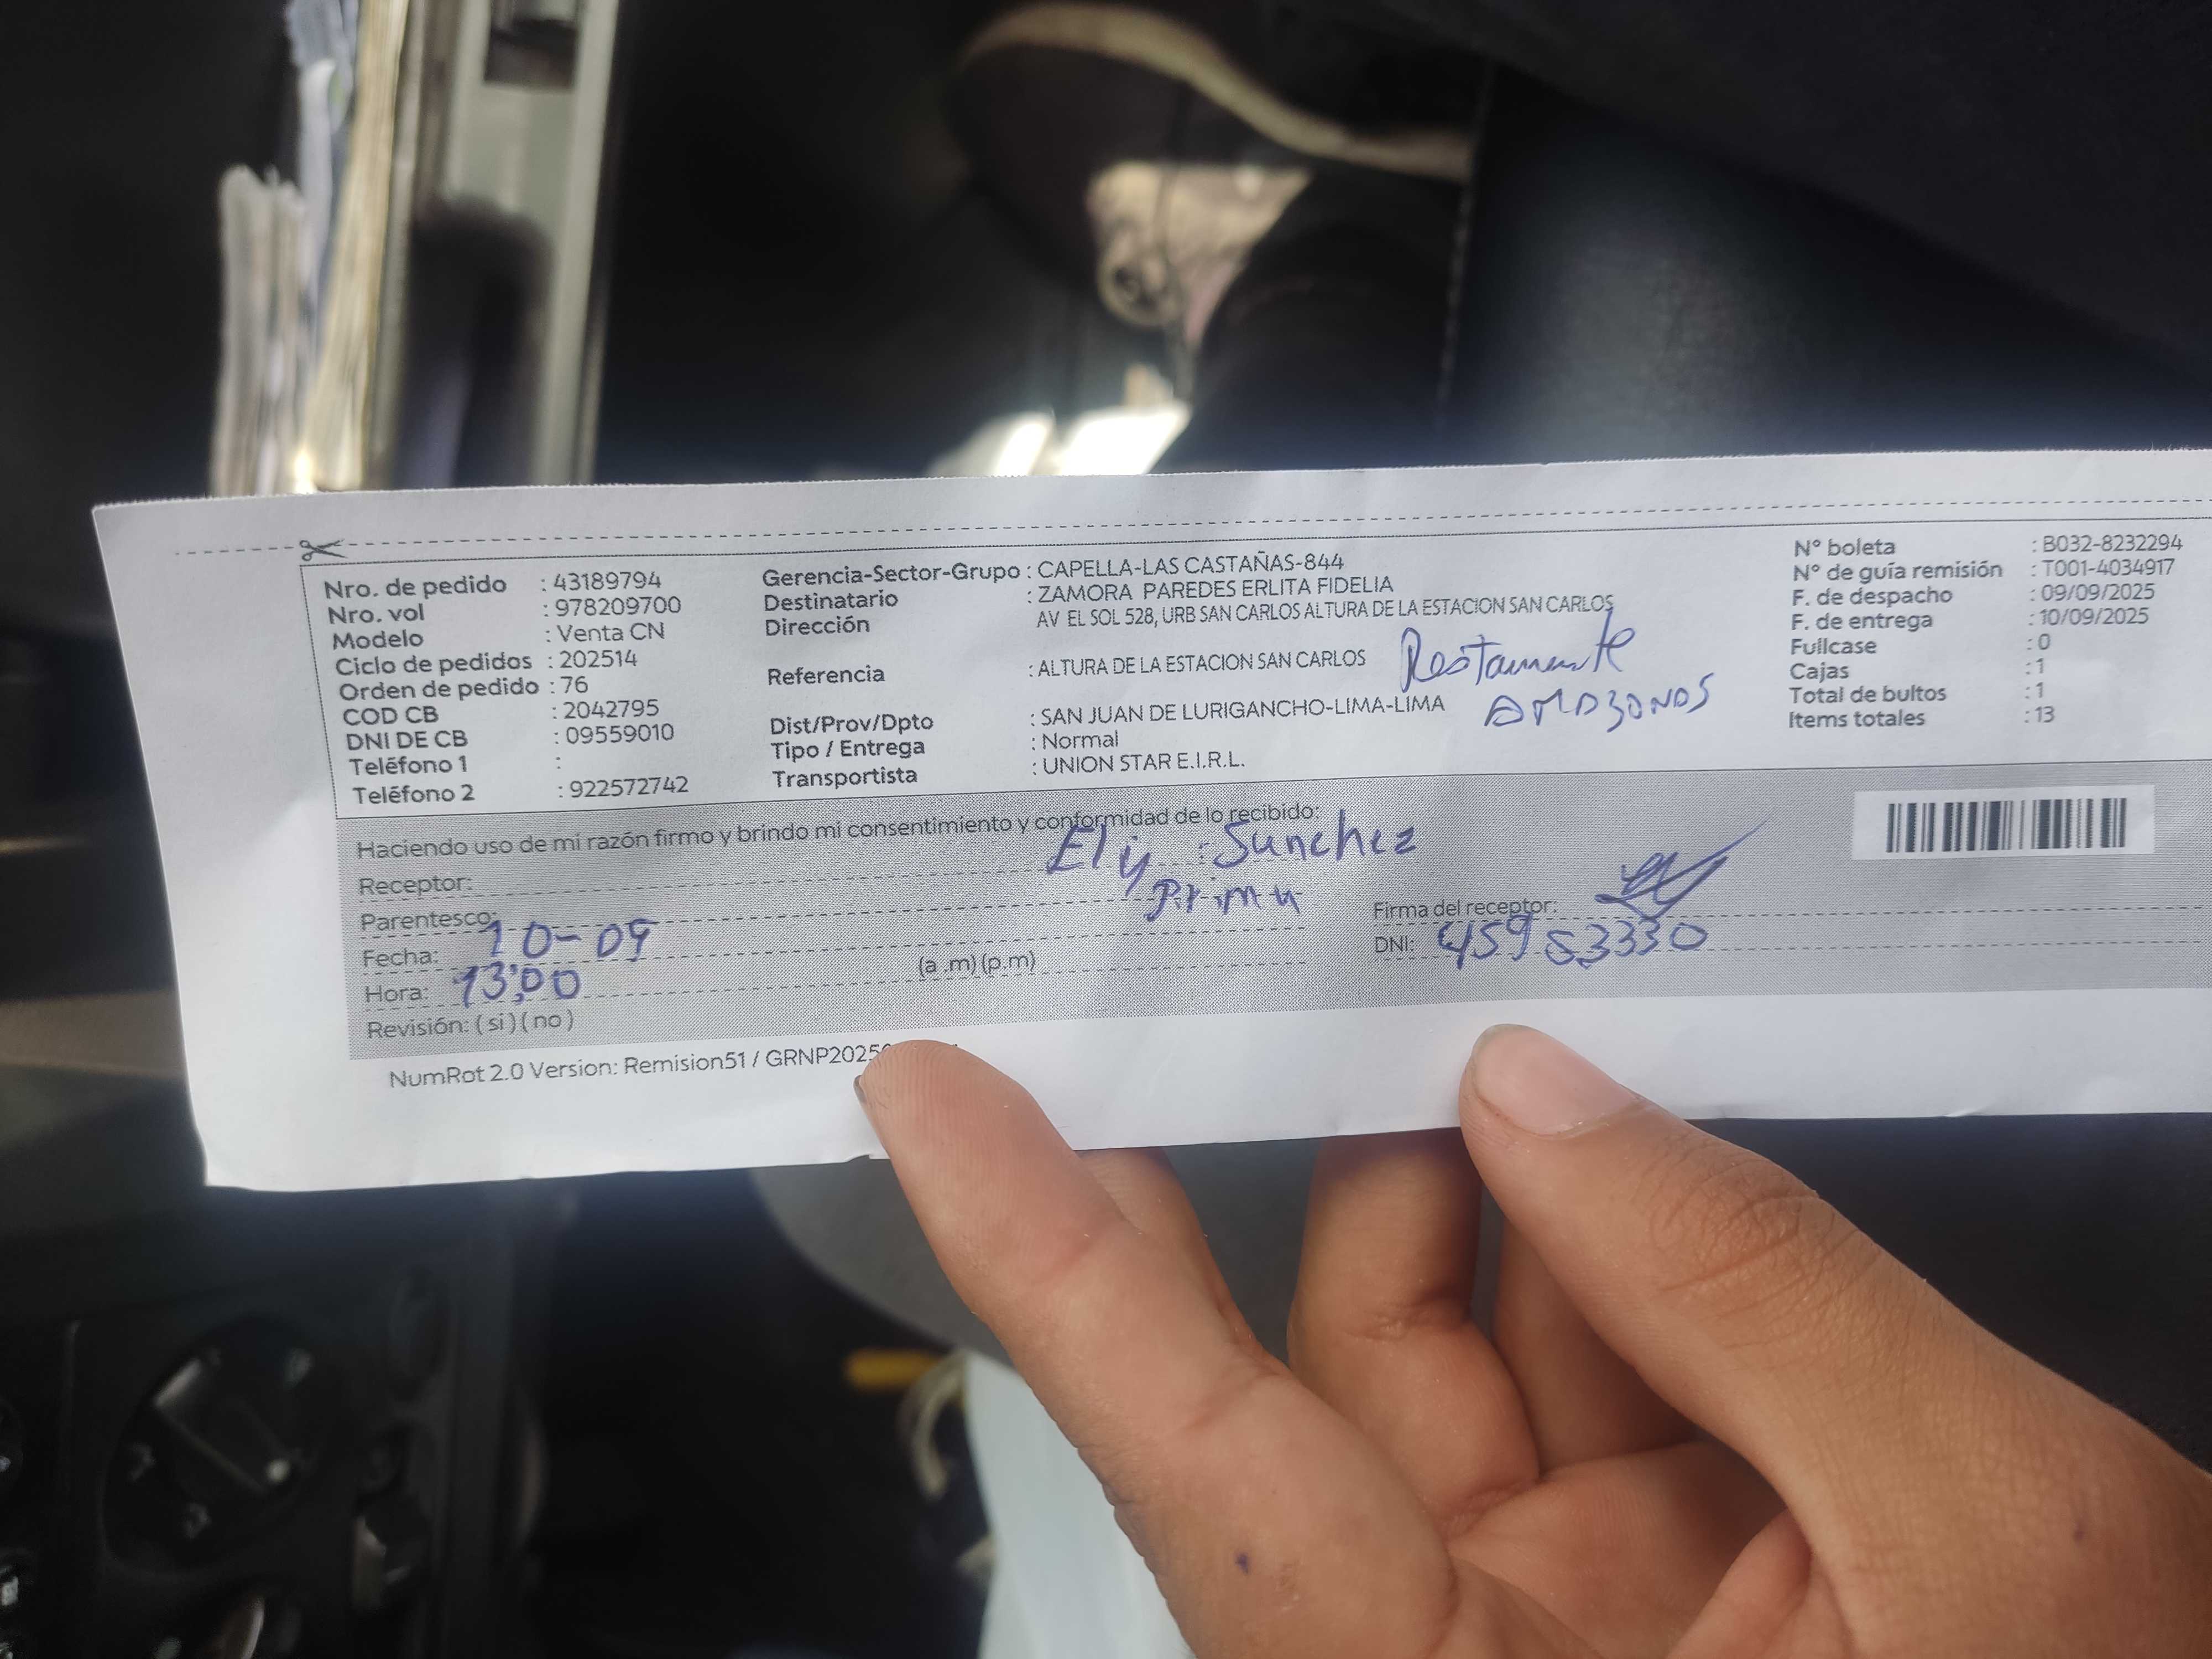 Nro. de pedido : 43189794
Nro. vol : 978209700
Modelo : Venta CN
Ciclo de pedidos : 202514
Orden de pedido : 76
COD CB : 2042795
DNI DE CB : 09559010
Teléfono 1 :
Teléfono 2 : 922572742
Gerencia-Sector-Grupo : CAPELLA-LAS CASTAÑAS-844
Destinatario : ZAMORA PAREDES ERLITA FIDELIA
Dirección AV EL SOL 528, URB SAN CARLOS ALTURA DE LA ESTACION SAN CARLOS
Referencia : ALTURA DE LA ESTACION SAN CARLOS
Dist/Prov/Dpto : SAN JUAN DE LURIGANCHO-LIMA-LIMA
Tipo / Entrega : Normal
Transportista : UNION STAR E.I.R.L.
N° boleta : B032-8232294
N° de guía remisión : T001-4034917
F. de despacho : 09/09/2025
F. de entrega : 10/09/2025
Fullcase : 0
Cajas : 1
Total de bultos : 1
Items totales : 13
Haciendo uso de mi razón firmo y brindo mi consentimiento y conformidad de lo recibido:
Receptor: Ely Sanchez
Parentesco: Prima
Fecha: 10-09
Hora: 13:00 (a .m) (p.m)
Revisión: ( si ) ( no )
Firma del receptor:
DNI: 45983330
NumRot 2.0 Version: Remision51 / GRNP2025